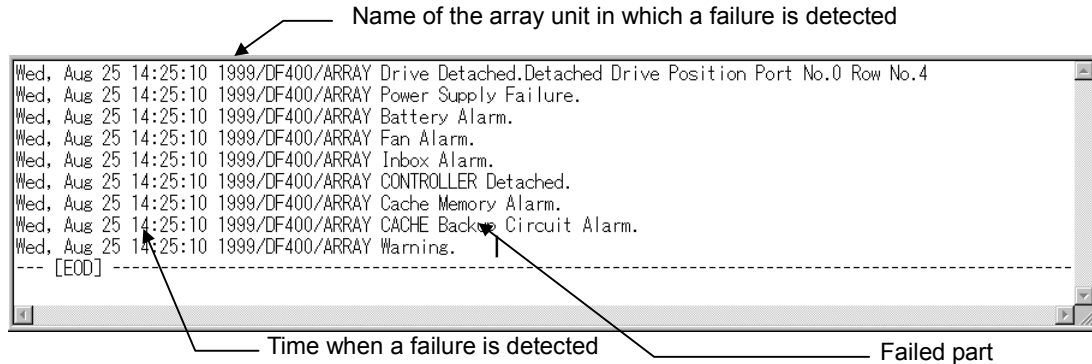 Name of the array unit in which a failure is detected
Wed, Aug 25 14:25:10 1999/DF400/ARRAY Drive Detached.Detached Drive Position Port No.0 Row No.4
Wed, Aug 25 14:25:10 1999/DF400/ARRAY Power Supply Failure.
Wed, Aug 25 14:25:10 1999/DF400/ARRAY Battery Alarm.
Wed, Aug 25 14:25:10 1999/DF400/ARRAY Fan Alarm.
Wed, Aug 25 14:25:10 1999/DF400/ARRAY Inbox Alarm.
Wed, Aug 25 14:25:10 1999/DF400/ARRAY CONTROLLER Detached.
Wed, Aug 25 14:25:10 1999/DF400/ARRAY Cache Memory Alarm.
Wed, Aug 25 14:25:10 1999/DF400/ARRAY CACHE Backup Circuit Alarm.
Wed, Aug 25 14:25:10 1999/DF400/ARRAY Warning.
--- [EOD] ---
Time when a failure is detected
Failed part